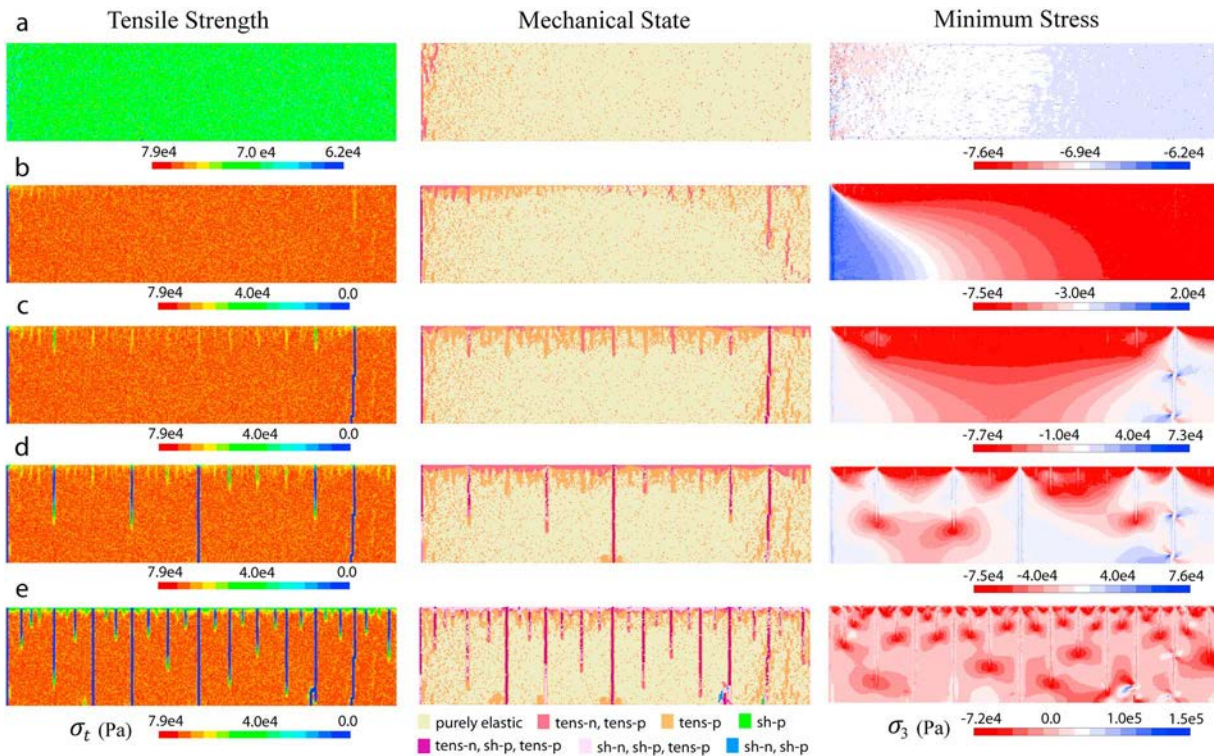 a Tensile Strength Mechanical State Minimum Stress
7.9e4 7.0 e4 6.2e4 -7.6e4 -6.9e4 -6.2e4
b
7.9e4 4.0e4 0.0 -7.5e4 -3.0e4 2.0e4
c
7.9e4 4.0e4 0.0 -7.7e4 -1.0e4 4.0e4 7.3e4
d
7.9e4 4.0e4 0.0 -7.5e4 -4.0e4 4.0e4 7.6e4
e
σt (Pa) 7.9e4 4.0e4 0.0 purely elastic tens-n, tens-p tens-p sh-p σ3 (Pa) -7.2e4 0.0 1.0e5 1.5e5
tens-n, sh-p, tens-p sh-n, sh-p, tens-p sh-n, sh-p